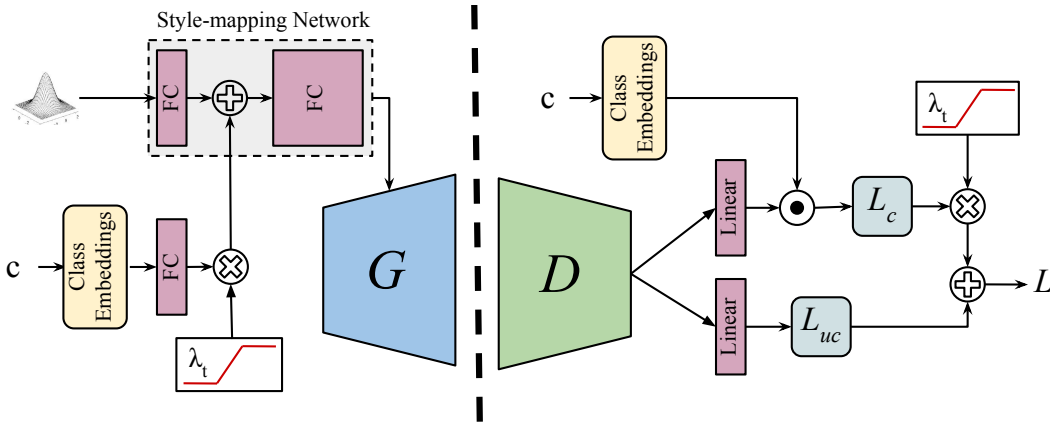 Style-mapping Network
FC
FC
c
Class
Embeddings
FC
λt
G
c
Class
Embeddings
λt
Linear
Lc
D
Linear
Luc
L